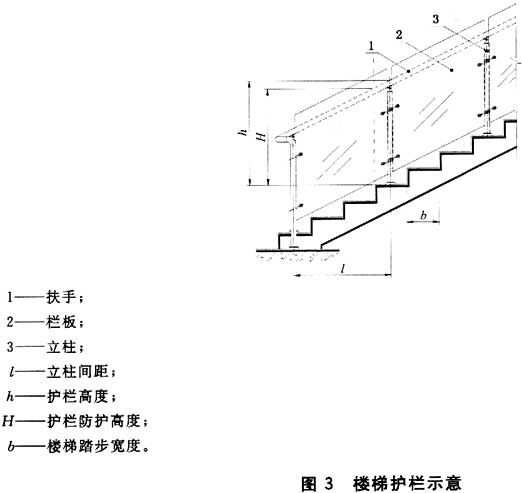 1
2
3
h
H
b
l
1——扶手；
2——栏板；
3——立柱；
l——立柱间距；
h——护栏高度；
H——护栏防护高度；
b——楼梯踏步宽度。
图 3 楼梯护栏示意